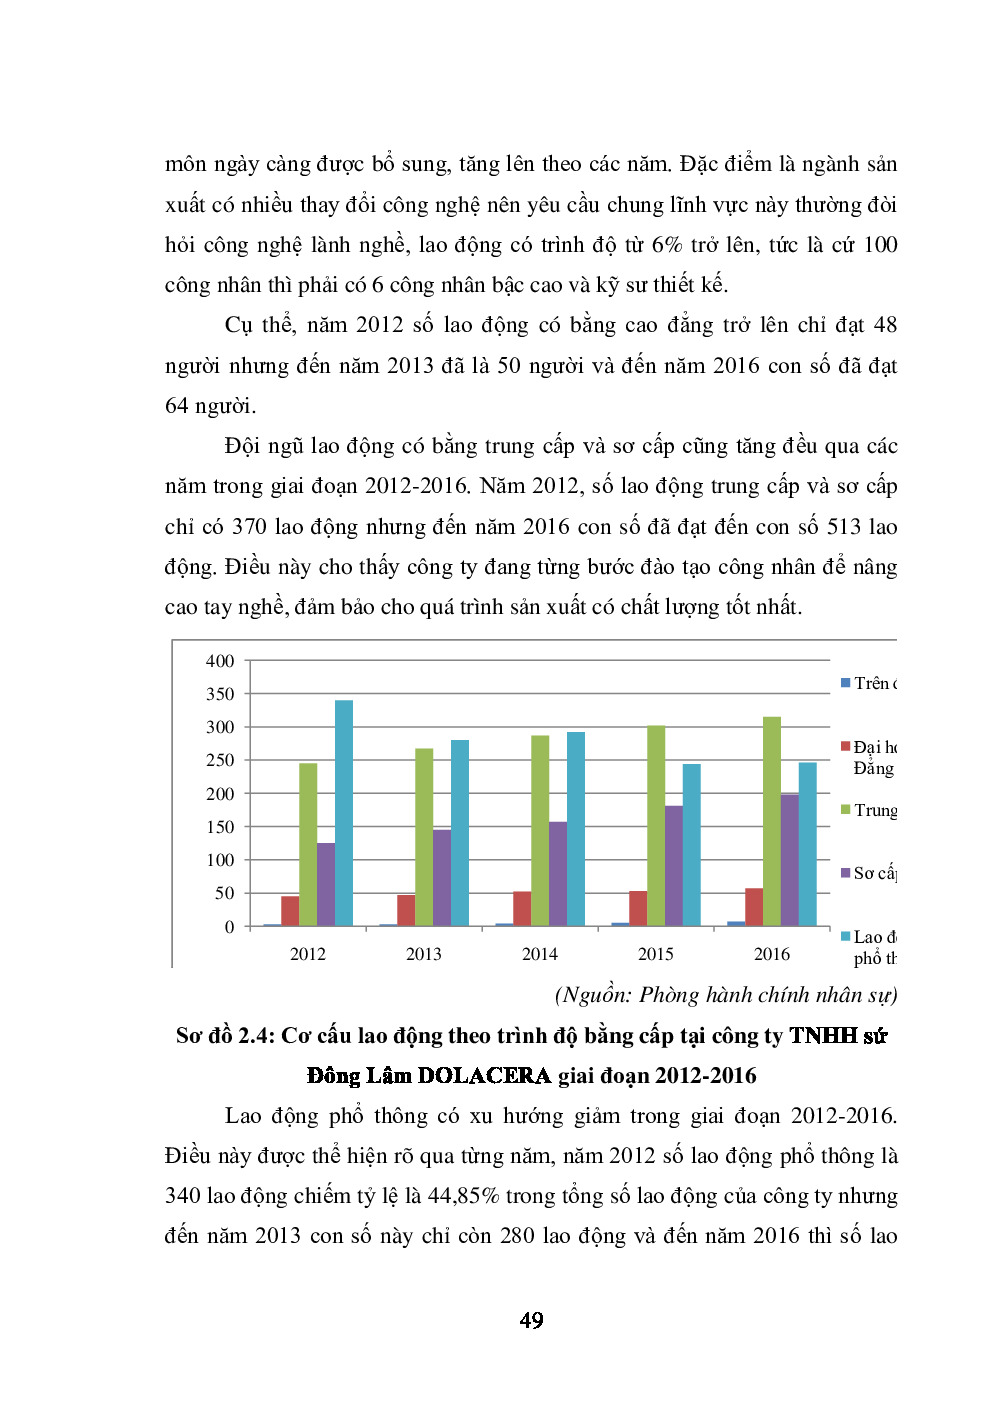 môn ngày càng được bổ sung, tăng lên theo các năm. Đặc điểm là ngành sản
xuất có nhiều thay đổi công nghệ nên yêu cầu chung lĩnh vực này thường đòi
hỏi công nghệ lành nghề, lao động có trình độ từ 6% trở lên, tức là cứ 100
công nhân thì phải có 6 công nhân bậc cao và kỹ sư thiết kế.
Cụ thể, năm 2012 số lao động có bằng cao đẳng trở lên chỉ đạt 48
người nhưng đến năm 2013 đã là 50 người và đến năm 2016 con số đã đạt
64 người.
Đội ngũ lao động có bằng trung cấp và sơ cấp cũng tăng đều qua các
năm trong giai đoạn 2012-2016. Năm 2012, số lao động trung cấp và sơ cấp
chỉ có 370 lao động nhưng đến năm 2016 con số đã đạt đến con số 513 lao
động. Điều này cho thấy công ty đang từng bước đào tạo công nhân để nâng
cao tay nghề, đảm bảo cho quá trình sản xuất có chất lượng tốt nhất.
400
350
300
250
200
150
100
50
0
2012 2013 2014 2015 2016
Trên
Đại
Đẳng
Trung
Sơ
Lao
phổ
(Nguồn: Phòng hành chính nhân sự)
Sơ đồ 2.4: Cơ cấu lao động theo trình độ bằng cấp tại công ty TNHH sứ
Đông Lâm DOLACERA giai đoạn 2012-2016
Lao động phổ thông có xu hướng giảm trong giai đoạn 2012-2016.
Điều này được thể hiện rõ qua từng năm, năm 2012 số lao động phổ thông là
340 lao động chiếm tỷ lệ là 44,85% trong tổng số lao động của công ty nhưng
đến năm 2013 con số này chỉ còn 280 lao động và đến năm 2016 thì số lao
49